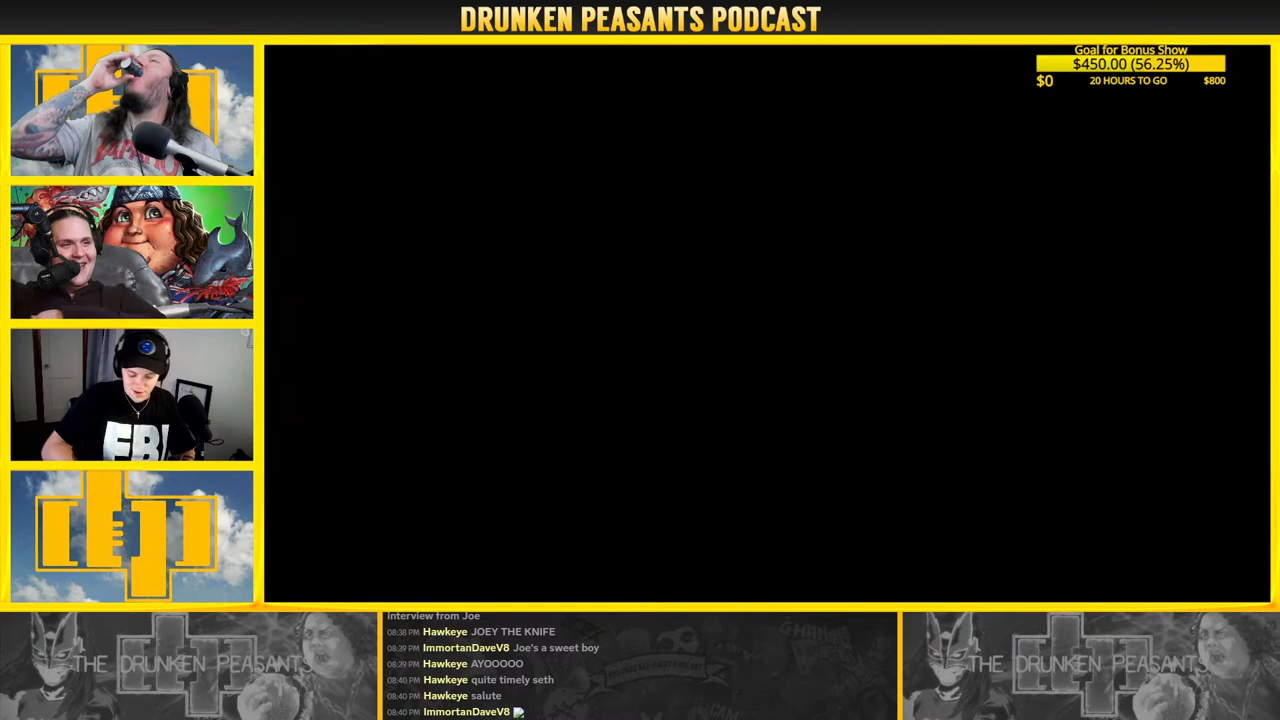 DRUNKEN PEASANTS PODCAST
Goal for Bonus Show
$450.00 (56.25%)
$0 20 HOURS TO GO $800
FBI
interview from Joe
08:38 PM Hawkeye JOEY THE KNIFE
08:39 PM ImmortanDaveV8 Joe's a sweet boy
08:39 PM Hawkeye AYOOOOO
08:40 PM Hawkeye quite timely seth
08:40 PM Hawkeye salute
08:40 PM ImmortanDaveV8
THE DRUNKEN PEASANTS
THE DRUNKEN PEASANTS